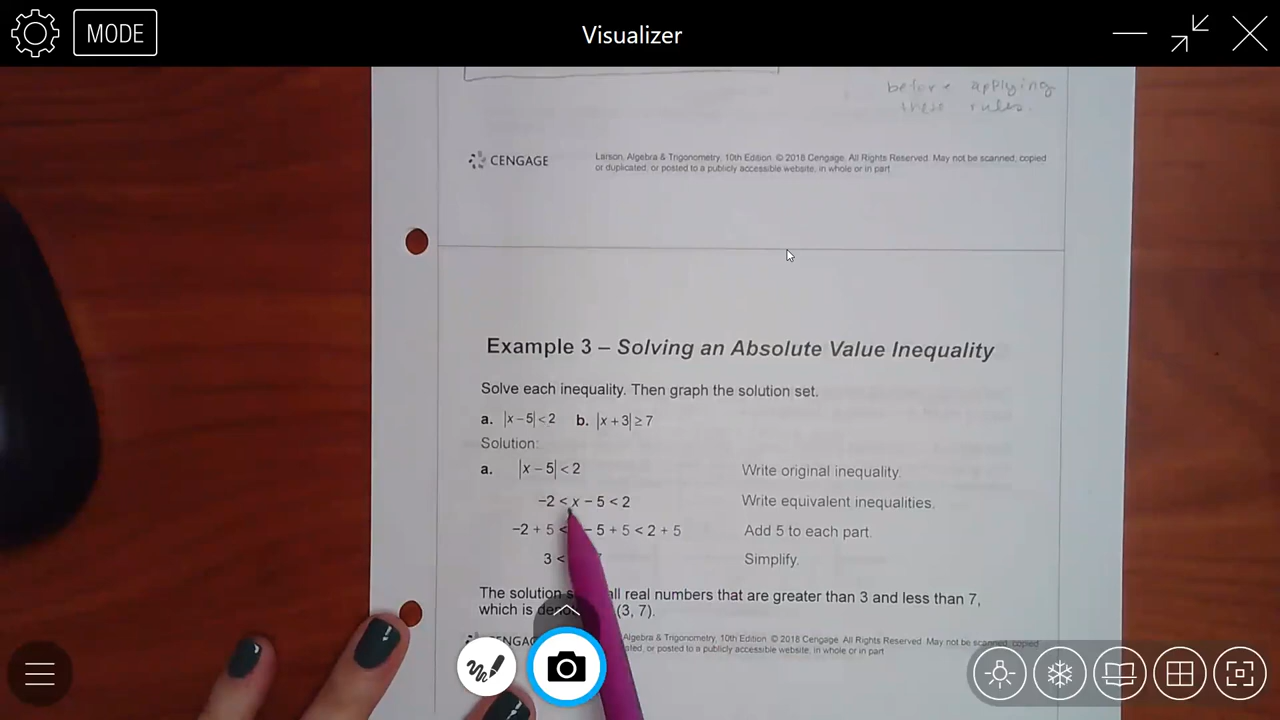 MODE
Visualizer
before applying
these rules.
CENGAGE
Larson, Algebra & Trigonometry, 10th Edition. © 2018 Cengage. All Rights Reserved. May not be scanned, copied
or duplicated, or posted to a publicly accessible website, in whole or in part.
Example 3 – Solving an Absolute Value Inequality
Solve each inequality. Then graph the solution set.
a. |x – 5| < 2 b. |x + 3| ≥ 7
Solution:
a. |x – 5| < 2 Write original inequality.
–2 < x – 5 < 2 Write equivalent inequalities.
–2 + 5 < – 5 + 5 < 2 + 5 Add 5 to each part.
3 < Simplify.
The solution all real numbers that are greater than 3 and less than 7,
which is (3, 7).
Algebra & Trigonometry, 10th Edition. © 2018 Cengage. All Rights Reserved. May not be scanned, copied
or posted to a publicly accessible website, in whole or in part.